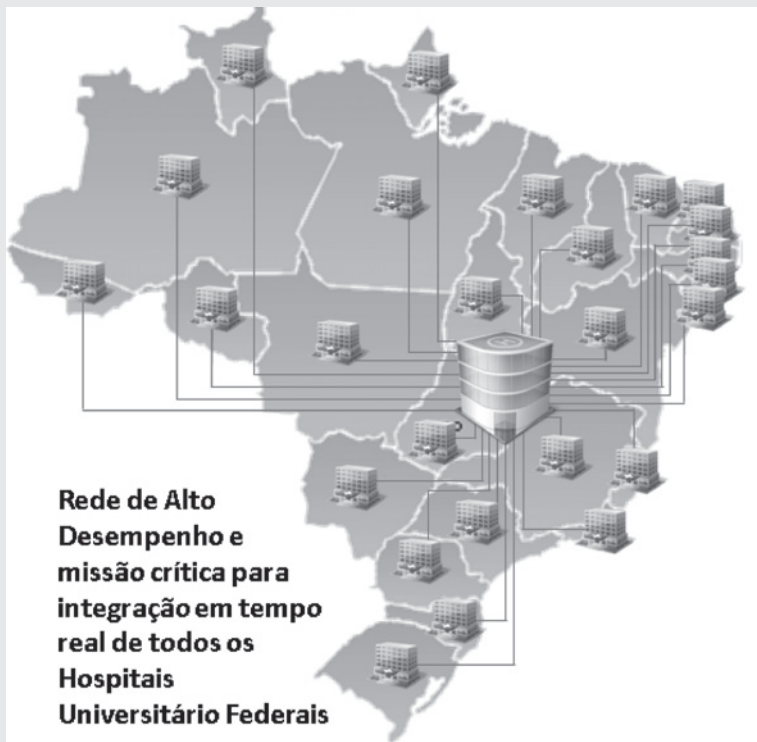 Rede de Alto
Desempenho e
missão crítica para
integração em tempo
real de todos os
Hospitais
Universitário Federais